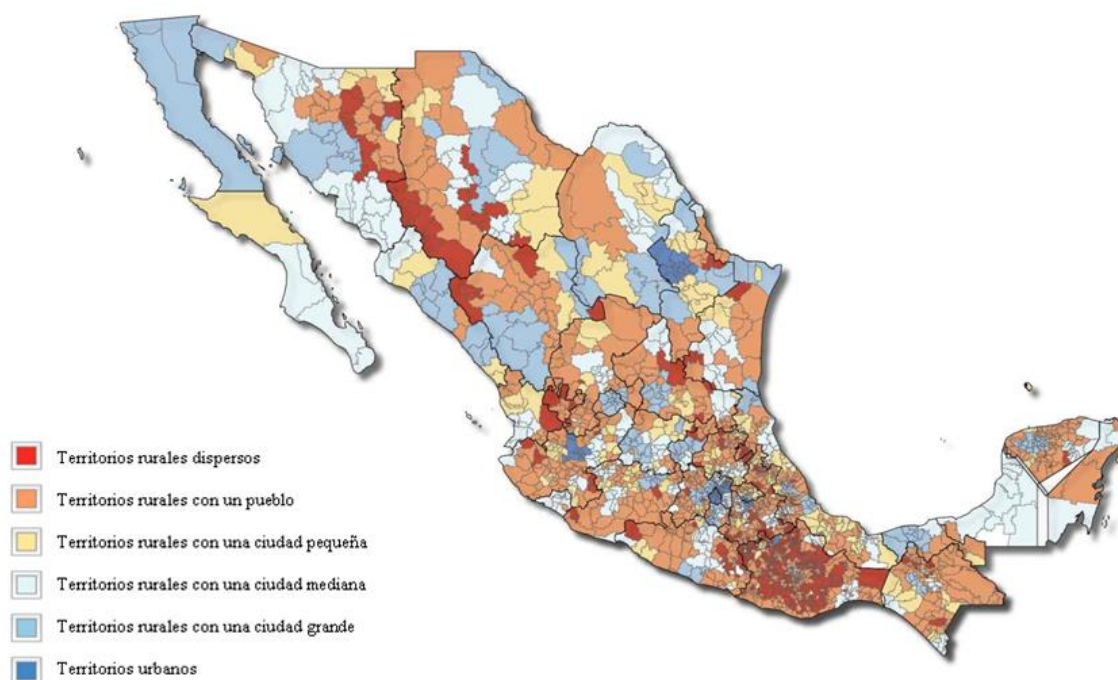 Territorios rurales dispersos
Territorios rurales con un pueblo
Territorios rurales con una ciudad pequeña
Territorios rurales con una ciudad mediana
Territorios rurales con una ciudad grande
Territorios urbanos